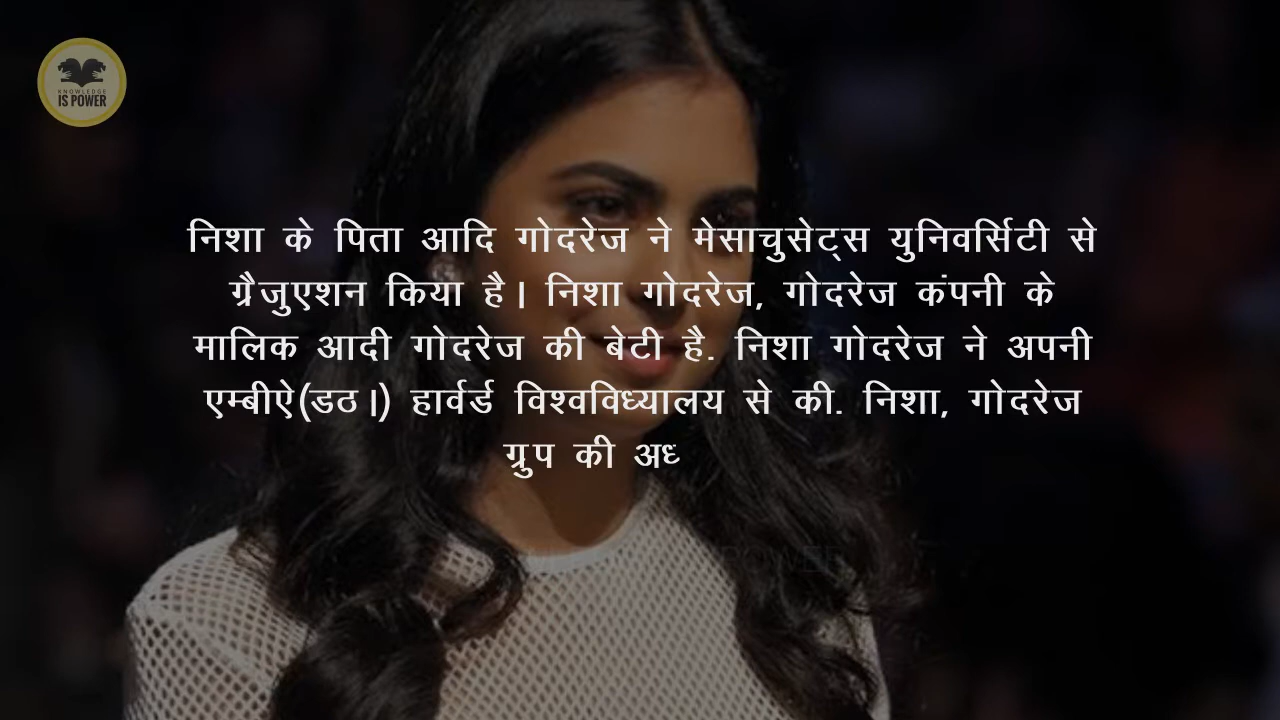 KNOWLEDGE
IS POWER
निशा के पिता आदि गोदरेज ने मेसाचुसेट्स युनिवर्सिटी से
ग्रैजुएशन किया है। निशा गोदरेज, गोदरेज कंपनी के
मालिक आदी गोदरेज की बेटी है. निशा गोदरेज ने अपनी
एम्बीऐ(डठ।) हार्वर्ड विश्वविध्यालय से की. निशा, गोदरेज
ग्रुप की अध्
POWER